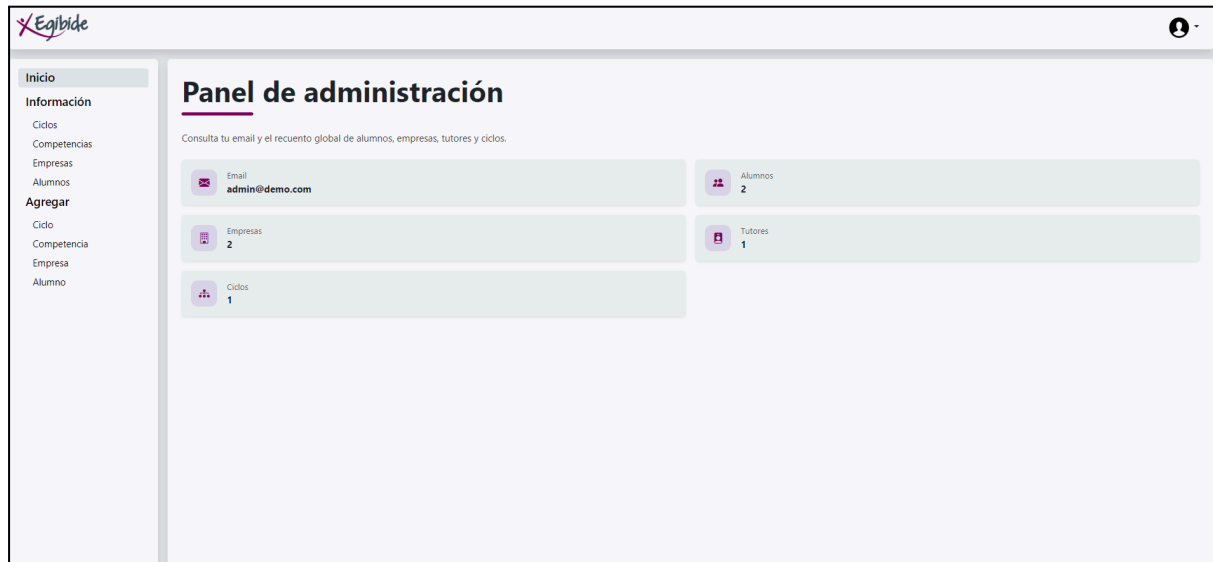 Egibide
Inicio
Información
Ciclos
Competencias
Empresas
Alumnos
Agregar
Ciclo
Competencia
Empresa
Alumno
Panel de administración
Consulta tu email y el recuento global de alumnos, empresas, tutores y ciclos.
Email
admin@demo.com
Alumnos
2
Empresas
2
Tutores
1
Ciclos
1